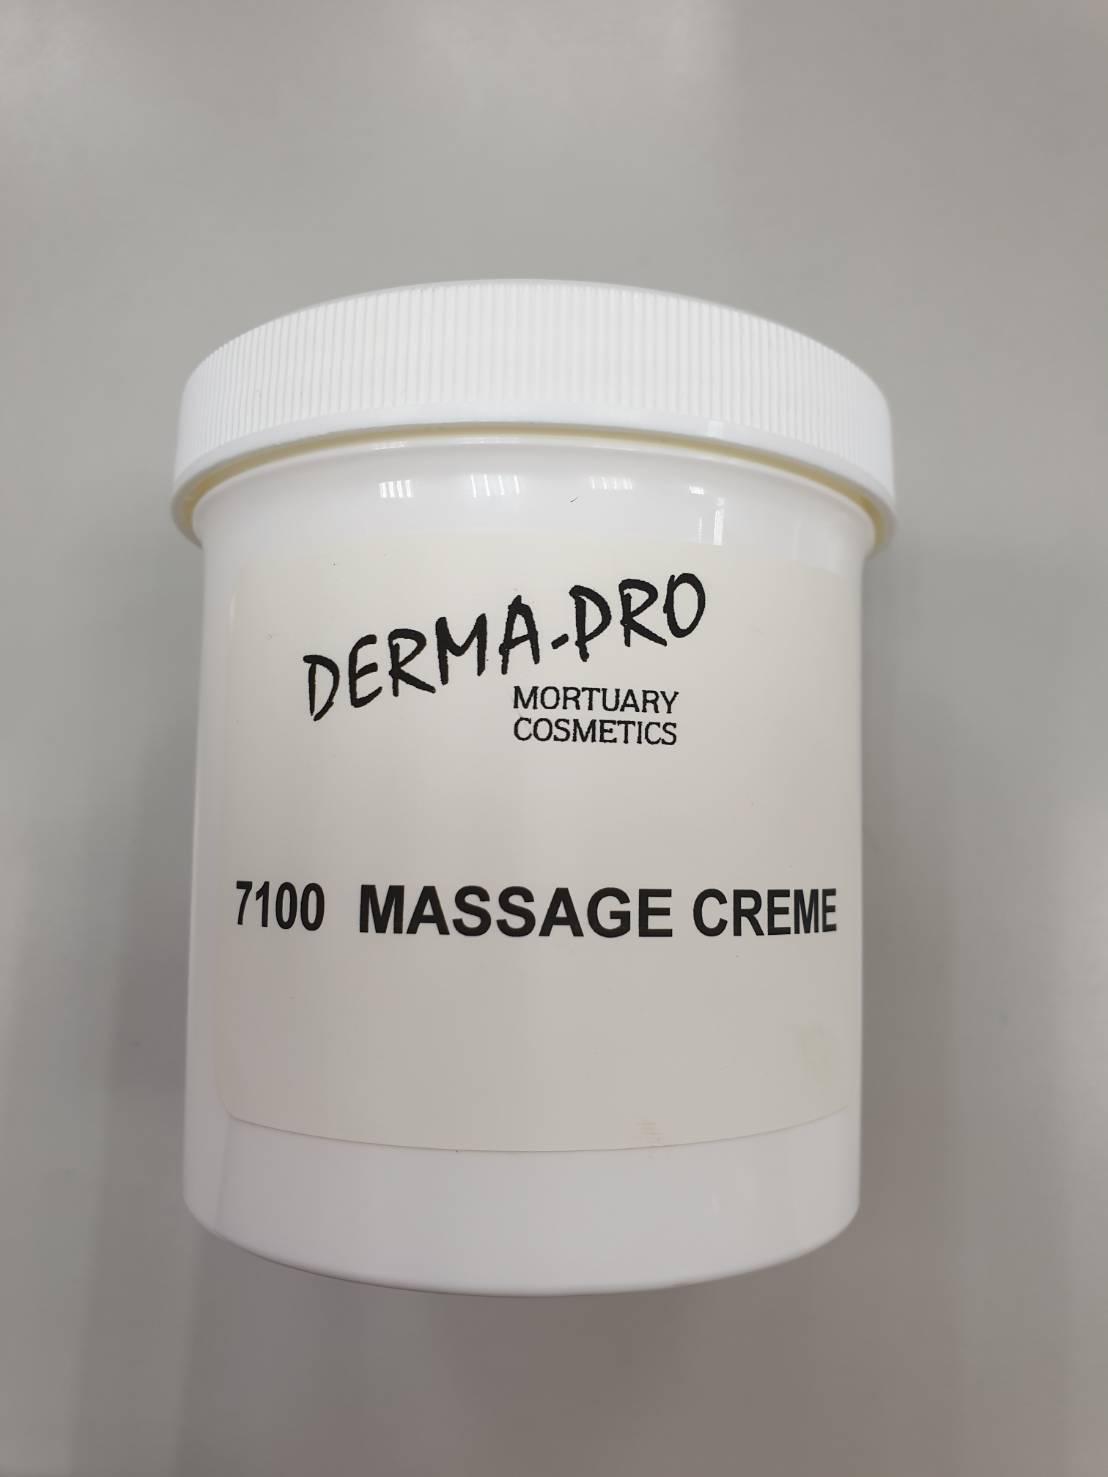 DERMA-PRO
MORTUARY
COSMETICS
7100 MASSAGE CREME